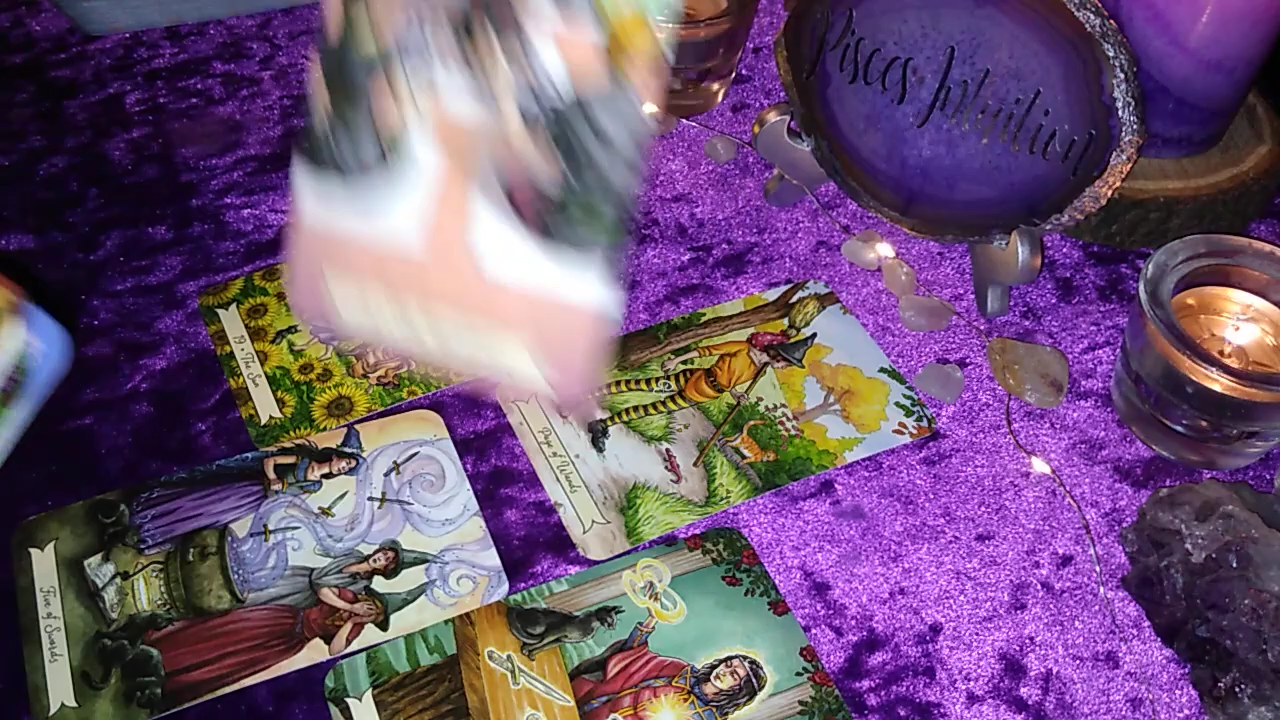 Pisces Intuition
19 • The Sun
Page of Wands
Five of Swords